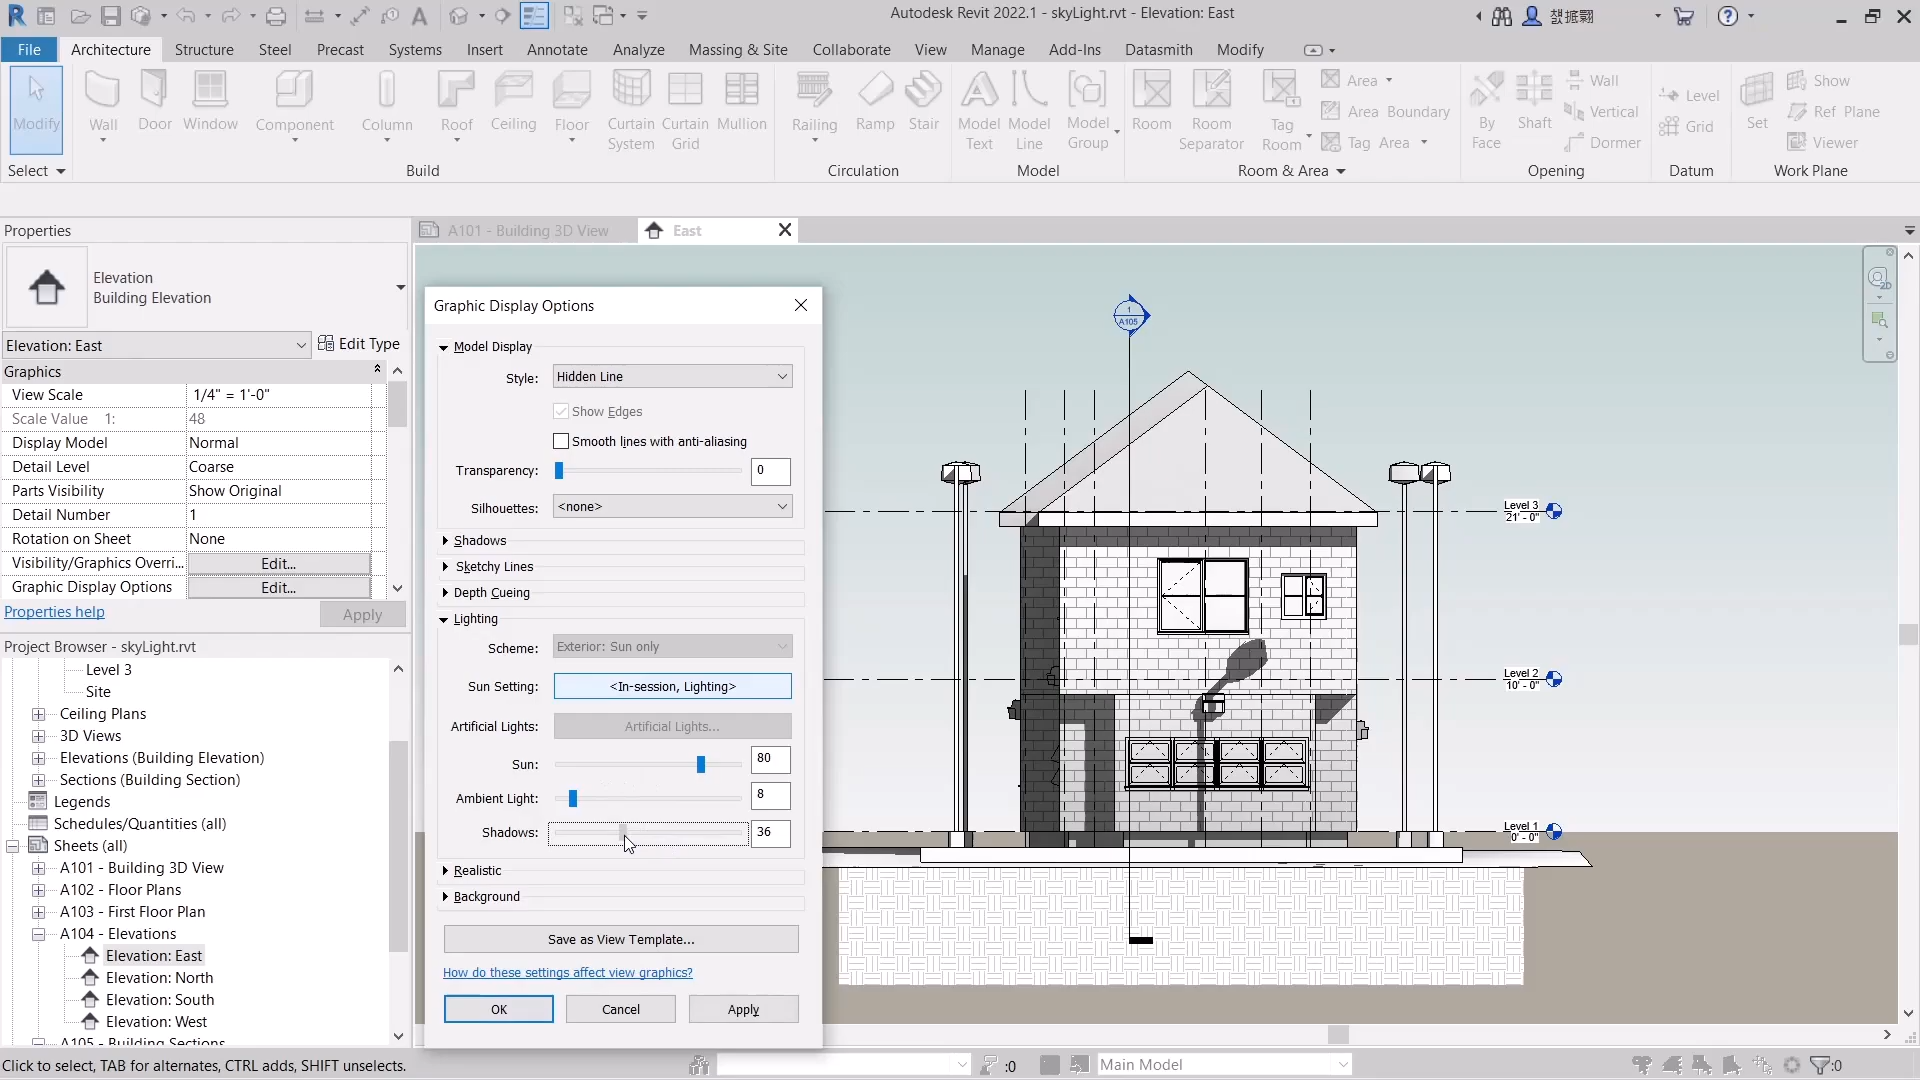 Autodesk Revit 2022.1 - skyLight.rvt - Elevation: East
File
Architecture
Structure
Steel
Precast
Systems
Insert
Annotate
Analyze
Massing & Site
Collaborate
View
Manage
Add-Ins
Datasmith
Modify
Modify
Wall
Door
Window
Component
Column
Roof
Ceiling
Floor
Curtain
System
Curtain
Grid
Mullion
Railing
Ramp
Stair
Model
Text
Model
Line
Model
Group
Room
Room
Separator
Tag
Room
Area
Area Boundary
Tag Area
By
Face
Shaft
Wall
Vertical
Dormer
Level
Grid
Set
Show
Ref Plane
Viewer
Select
Build
Circulation
Model
Room & Area
Opening
Datum
Work Plane
Properties
Elevation
Building Elevation
Elevation: East
Edit Type
Graphics
View Scale 1/4" = 1'-0"
Scale Value 1: 48
Display Model Normal
Detail Level Coarse
Parts Visibility Show Original
Detail Number 1
Rotation on Sheet None
Visibility/Graphics Overri... Edit...
Graphic Display Options Edit...
Properties help
Apply
Project Browser - skyLight.rvt
Level 3
Site
Ceiling Plans
3D Views
Elevations (Building Elevation)
Sections (Building Section)
Legends
Schedules/Quantities (all)
Sheets (all)
A101 - Building 3D View
A102 - Floor Plans
A103 - First Floor Plan
A104 - Elevations
Elevation: East
Elevation: North
Elevation: South
Elevation: West
A105 - Building Sections
A101 - Building 3D View
East
Graphic Display Options
Model Display
Style: Hidden Line
Show Edges
Smooth lines with anti-aliasing
Transparency: 0
Silhouettes: <none>
Shadows
Sketchy Lines
Depth Cueing
Lighting
Scheme: Exterior: Sun only
Sun Setting: <In-session, Lighting>
Artificial Lights: Artificial Lights...
Sun: 80
Ambient Light: 8
Shadows: 36
Realistic
Background
Save as View Template...
How do these settings affect view graphics?
OK
Cancel
Apply
1
A105
Level 3
21' - 0"
Level 2
10' - 0"
Level 1
0' - 0"
2D
Click to select, TAB for alternates, CTRL adds, SHIFT unselects.
:0
Main Model
:0